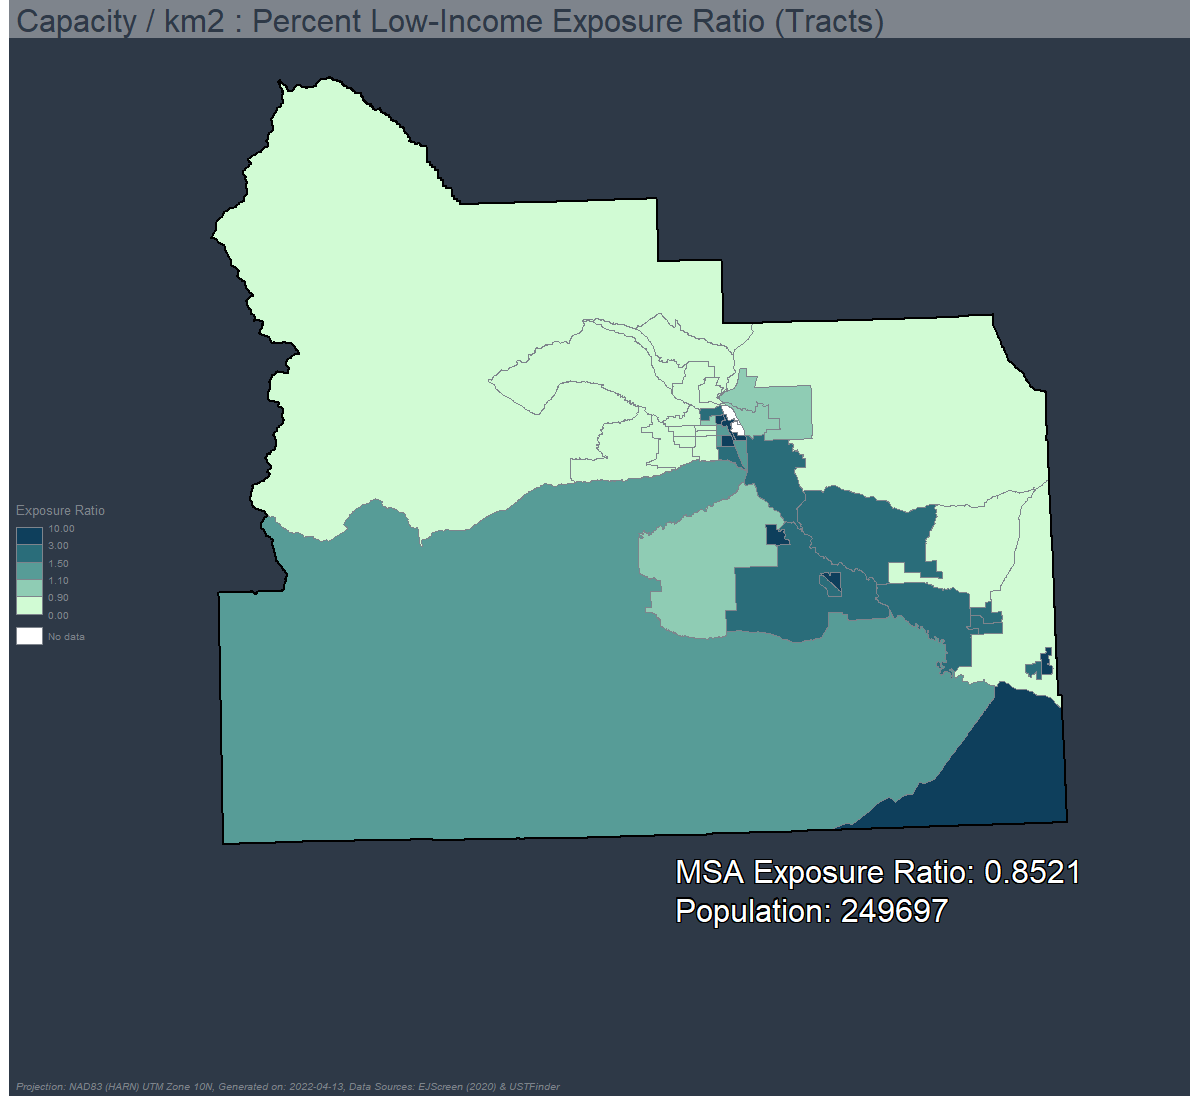 Capacity / km2 : Percent Low-Income Exposure Ratio (Tracts)
Exposure Ratio
10.00
3.00
1.50
1.10
0.90
0.00
No data
MSA Exposure Ratio: 0.8521
Population: 249697
Projection: NAD83 (HARN) UTM Zone 10N, Generated on: 2022-04-13, Data Sources: EJScreen (2020) & USTFinder